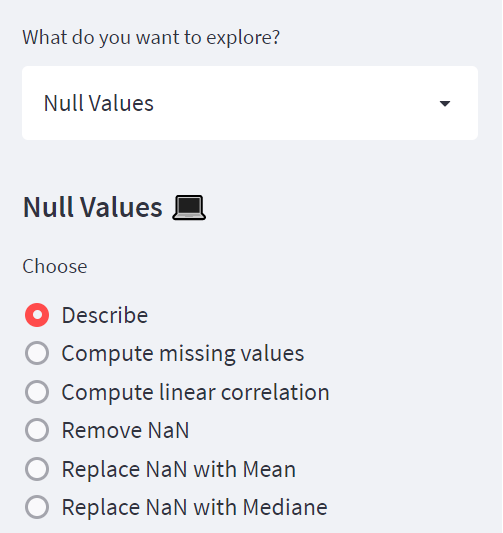 What do you want to explore?
Null Values
Null Values 💻
Choose
Describe
Compute missing values
Compute linear correlation
Remove NaN
Replace NaN with Mean
Replace NaN with Mediane